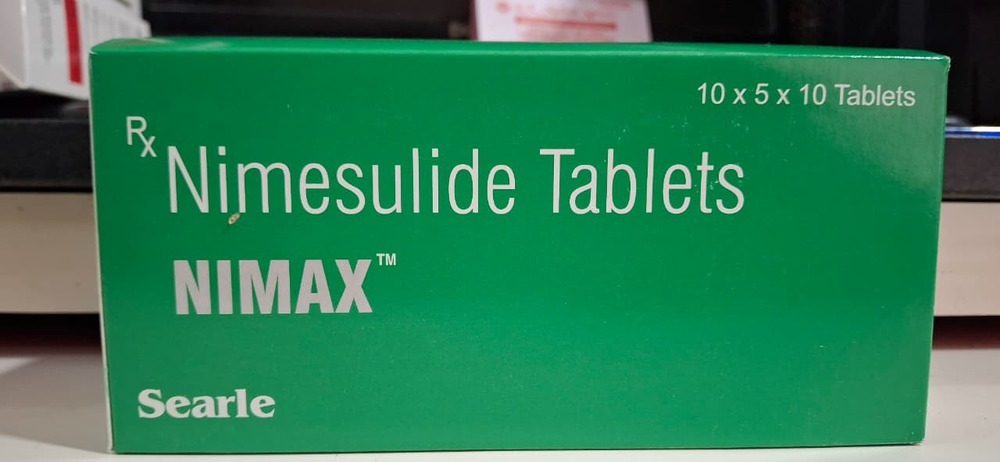 10 x 5 x 10 Tablets
Rx
Nimesulide Tablets
NIMAX™
Searle